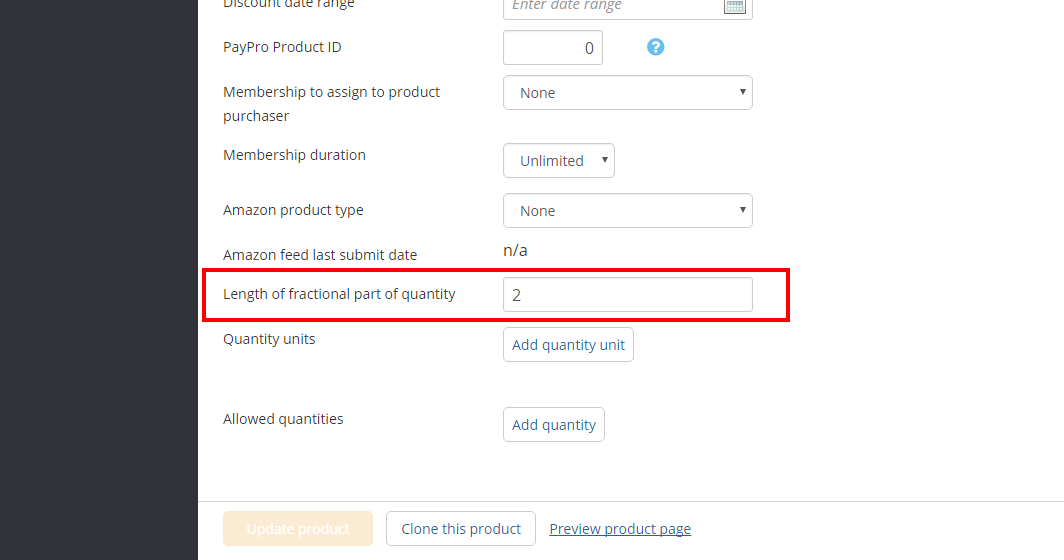 Discount date range
Enter date range
PayPro Product ID
0
?
Membership to assign to product
purchaser
None
Membership duration
Unlimited
Amazon product type
None
Amazon feed last submit date
n/a
Length of fractional part of quantity
2
Quantity units
Add quantity unit
Allowed quantities
Add quantity
Update product
Clone this product
Preview product page